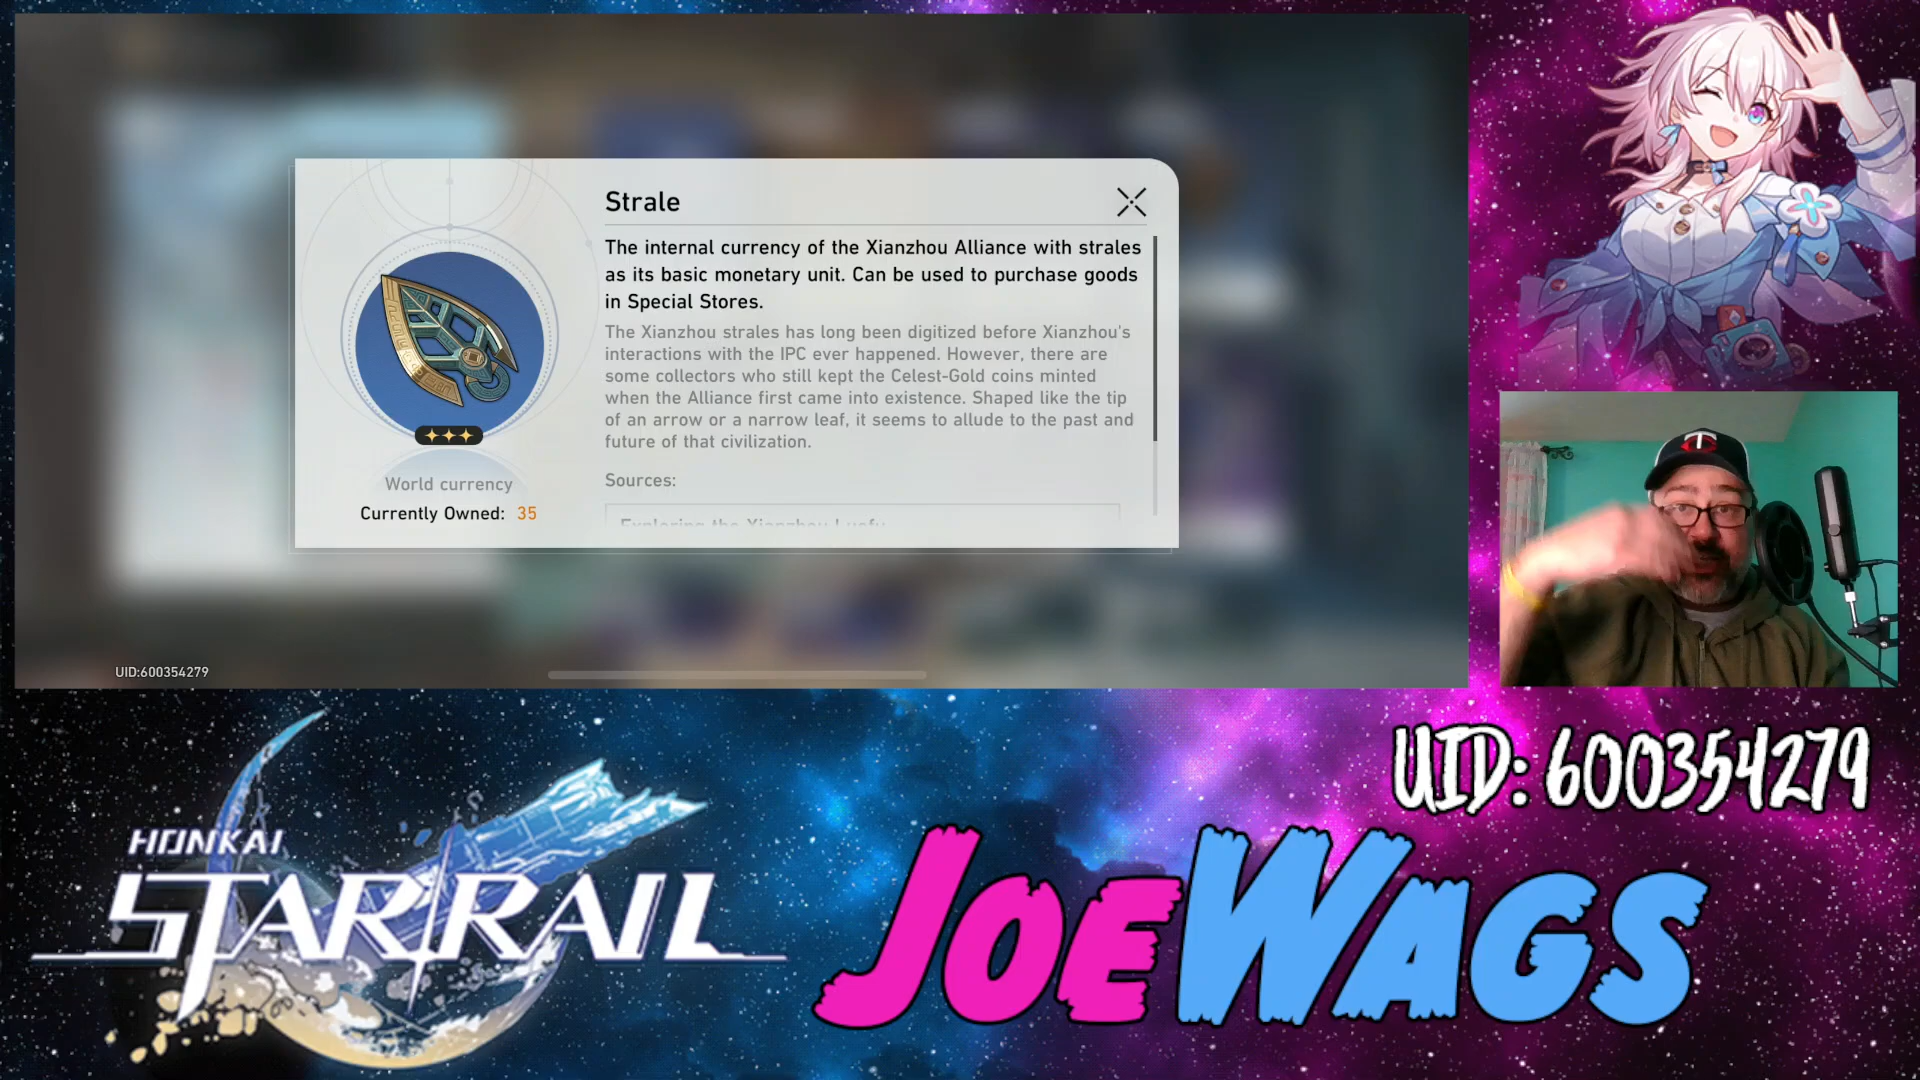 Strale
The internal currency of the Xianzhou Alliance with strales
as its basic monetary unit. Can be used to purchase goods
in Special Stores.
The Xianzhou strales has long been digitized before Xianzhou's
interactions with the IPC ever happened. However, there are
some collectors who still kept the Celest-Gold coins minted
when the Alliance first came into existence. Shaped like the tip
of an arrow or a narrow leaf, it seems to allude to the past and
future of that civilization.
Sources:
Exploring the Xianzhou Luofu
World currency
Currently Owned: 35
UID:600354279
T
UID: 600354279
HONKAI
STAR RAIL
JOEWAGS